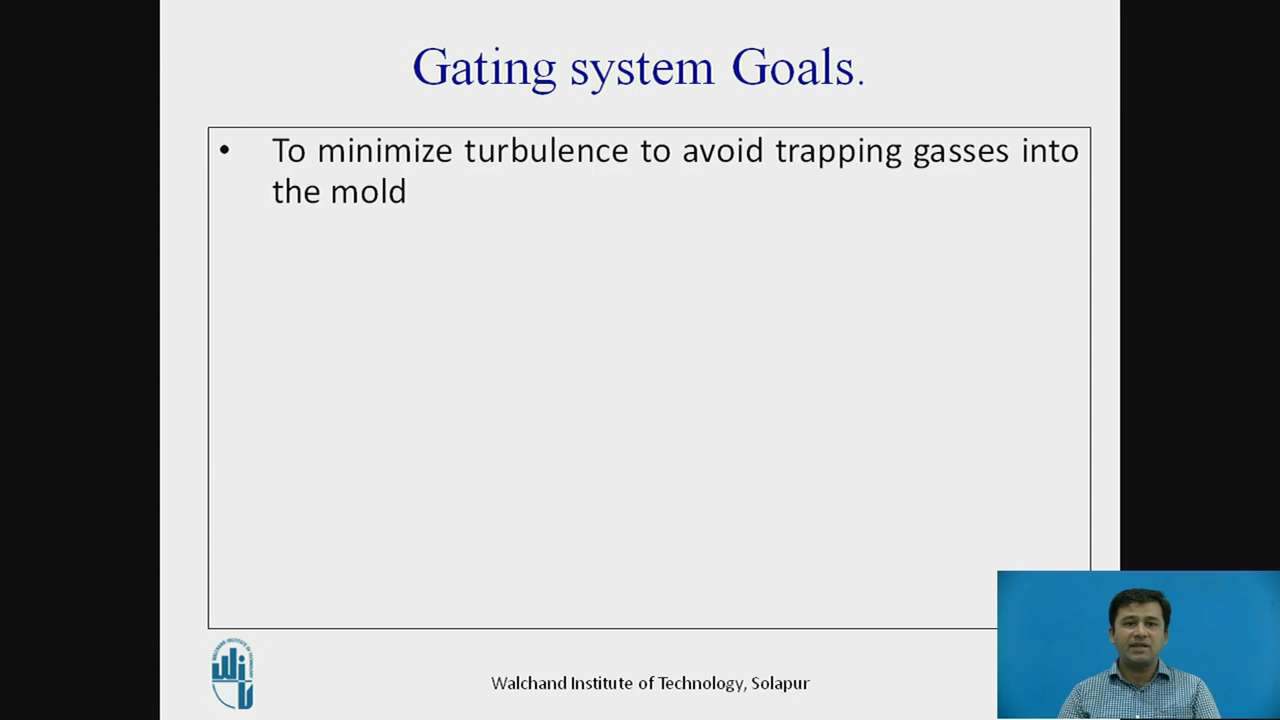 Gating system Goals.
• To minimize turbulence to avoid trapping gasses into
the mold
Walchand Institute of Technology, Solapur